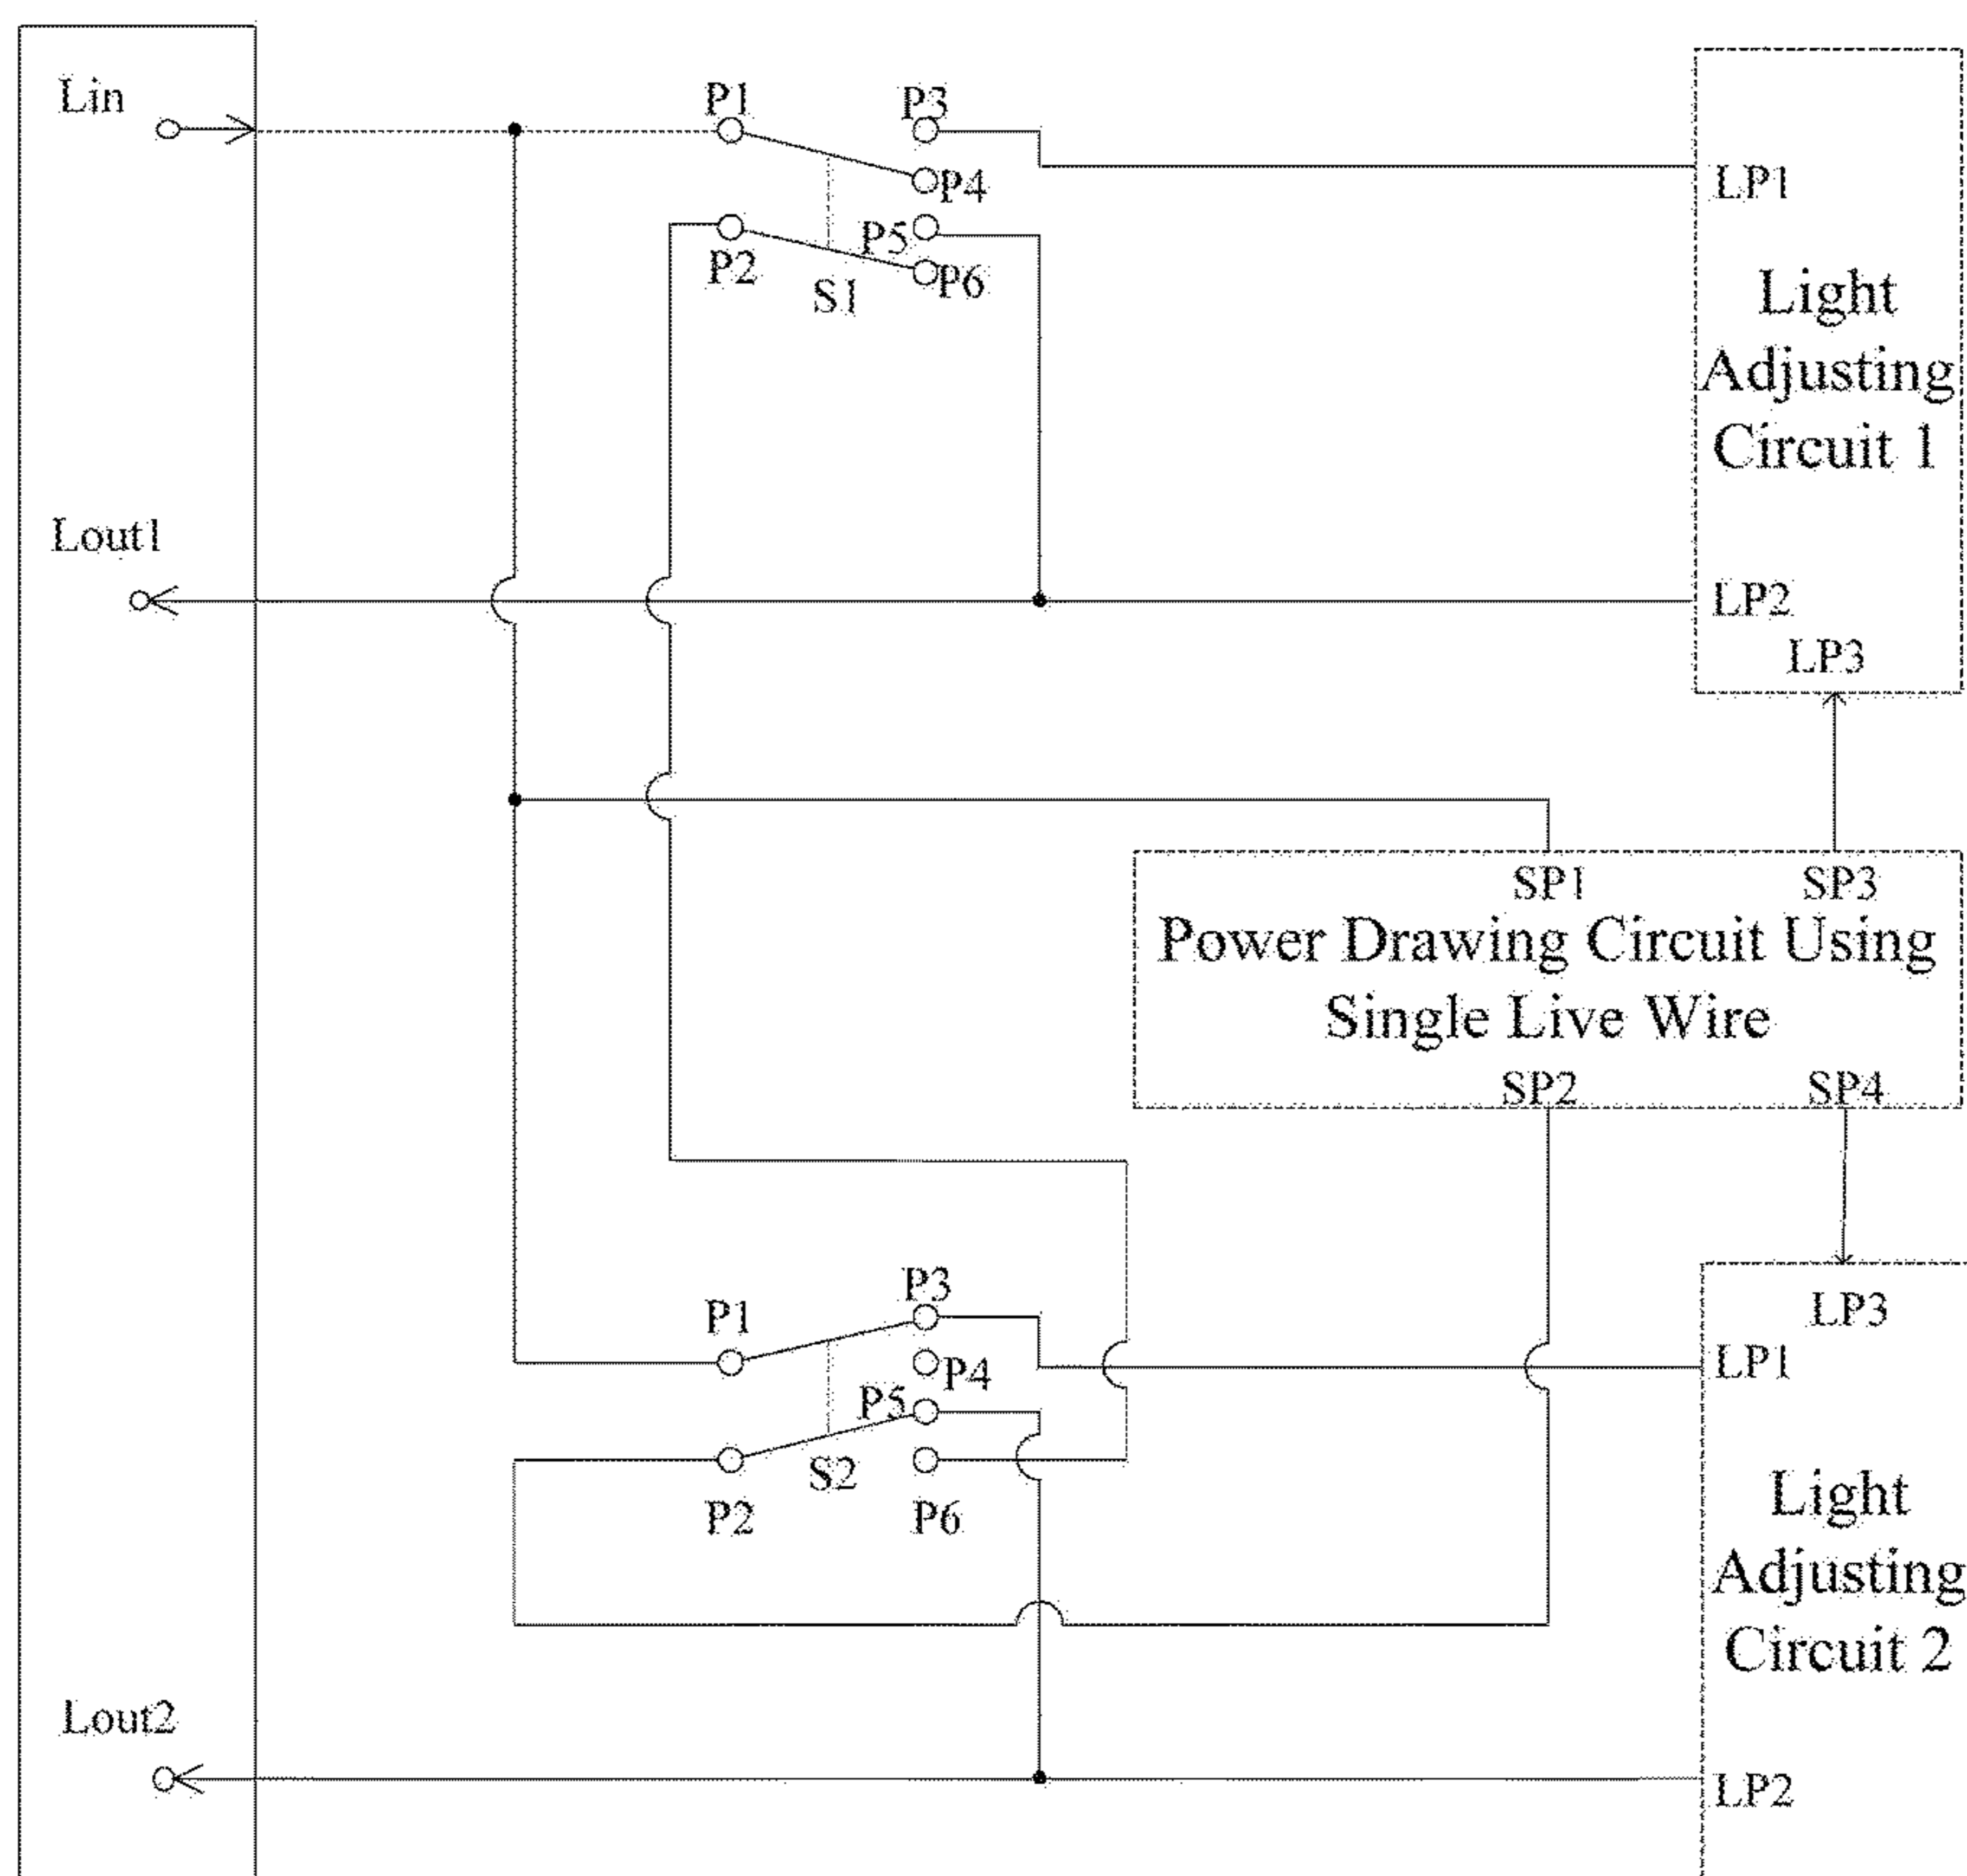 Lin
P1
P3
P4
LP1
P5
P2
P6
S1
Light
Adjusting
Circuit 1
Lout1
LP2
LP3
SP1
SP3
Power Drawing Circuit Using
Single Live Wire
SP2
SP4
P3
P1
LP3
LP1
P4
P5
S2
P2
P6
Light
Adjusting
Circuit 2
Lout2
LP2